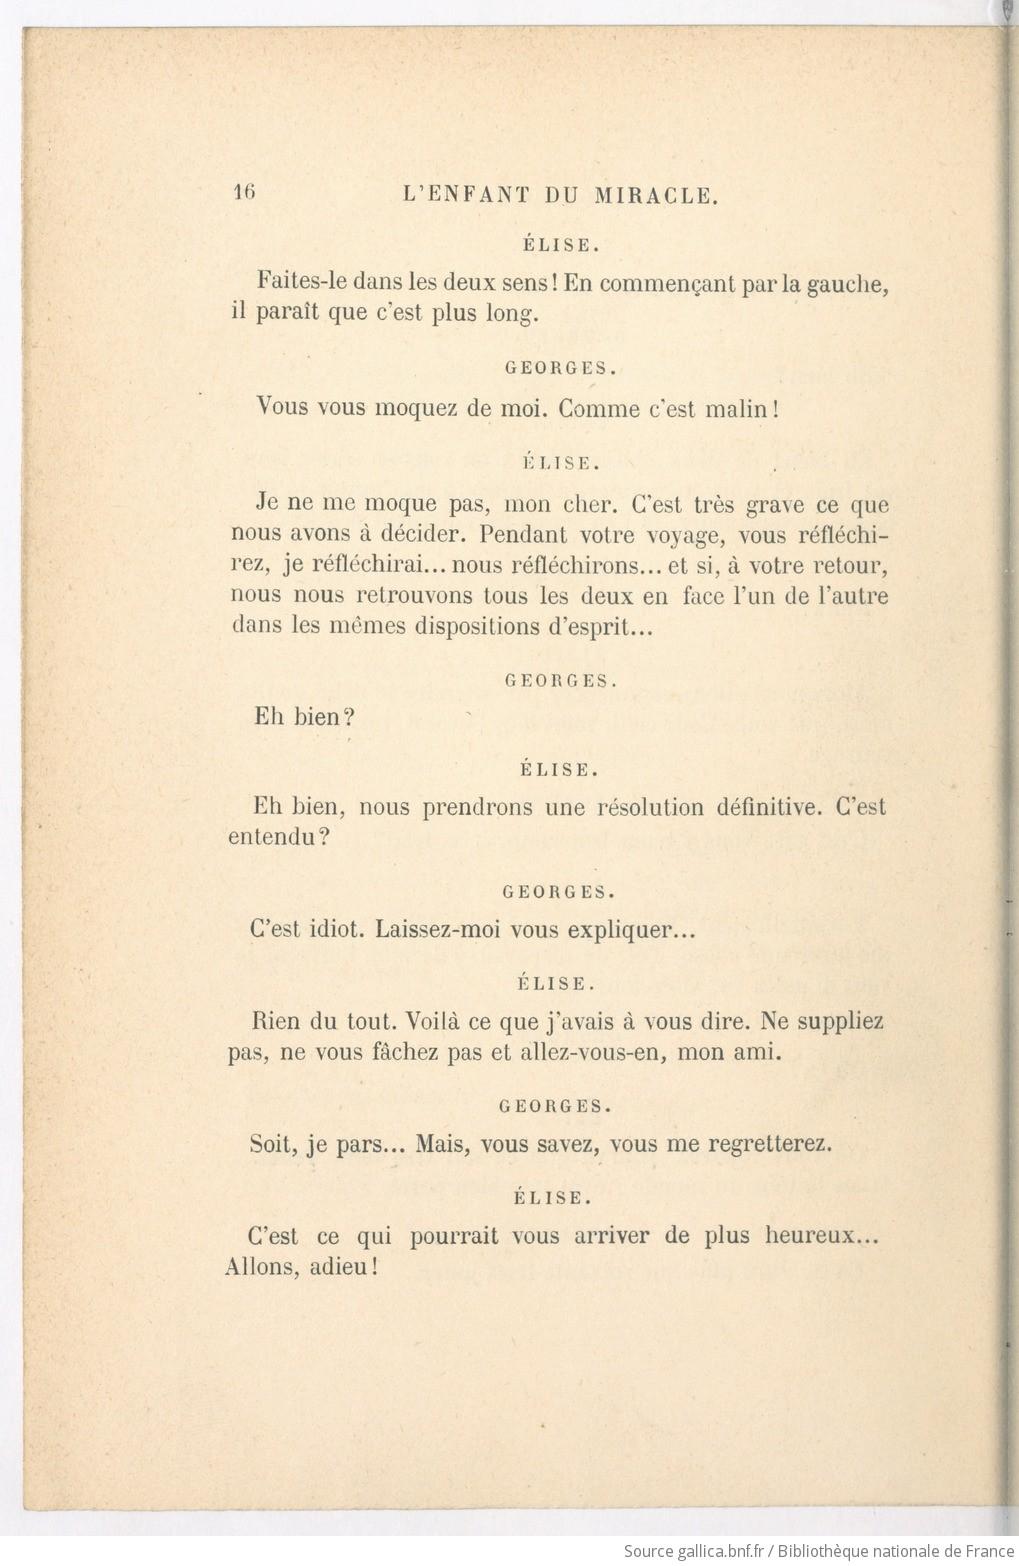 16
L'ENFANT DU MIRACLE.
ÉLISE.
Faites-le dans les deux sens! En commençant par la gauche,
il paraît que c'est plus long.
GEORGES.
Vous vous moquez de moi. Comme c'est malin!
ÉLISE.
Je ne me moque pas, mon cher. C'est très grave ce que
nous avons à décider. Pendant votre voyage, vous réfléchi-
rez, je réfléchirai... nous réfléchirons... et si, à votre retour,
nous nous retrouvons tous les deux en face l'un de l'autre
dans les mêmes dispositions d'esprit...
GEORGES.
Eh bien?
ÉLISE.
Eh bien, nous prendrons une résolution définitive. C'est
entendu?
GEORGES.
C'est idiot. Laissez-moi vous expliquer...
ÉLISE.
Rien du tout. Voilà ce que j'avais à vous dire. Ne suppliez
pas, ne vous fâchez pas et allez-vous-en, mon ami.
GEORGES.
Soit, je pars... Mais, vous savez, vous me regretterez.
ÉLISE.
C'est ce qui pourrait vous arriver de plus heureux...
Allons, adieu!
Source gallica.bnf.fr / Bibliothèque nationale de France